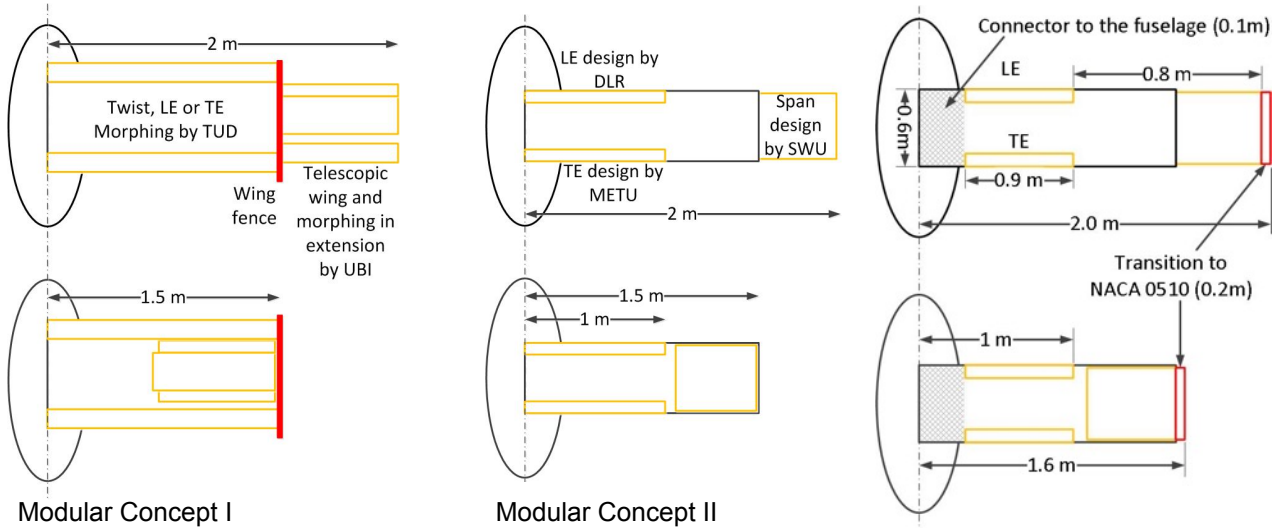 2 m
Twist, LE or TE
Morphing by TUD
Wing
fence
Telescopic
wing and
morphing in
extension
by UBI
1.5 m
Modular Concept I
LE design by
DLR
Span
design
by SWU
TE design by
METU
2 m
1.5 m
1 m
Modular Concept II
Connector to the fuselage (0.1m)
LE
0.8 m
0.6m
TE
0.9 m
2.0 m
Transition to
NACA 0510 (0.2m)
1 m
1.6 m